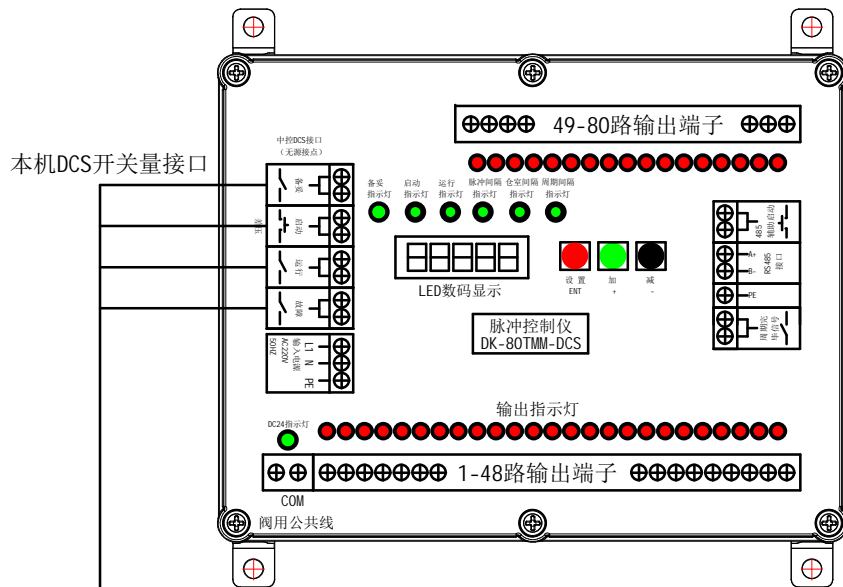 49-80路输出端子
中控DCS接口
(无源接点)
本机DCS开关量接口
备妥
差压
启动
运行
故障
备妥
指示灯
启动
指示灯
运行
指示灯
脉冲间隔
指示灯
仓室间隔
指示灯
周期间隔
指示灯
LED数码显示
设置
ENT
加
+
减
-
485
辅助启动
A+
B-
RS485
接口
PE
周期完
毕信号
脉冲控制仪
DK-80TMM-DCS
L1
N
PE
输入电源
AC220V
50HZ
输出指示灯
DC24指示灯
1-48路输出端子
COM
阀用公共线